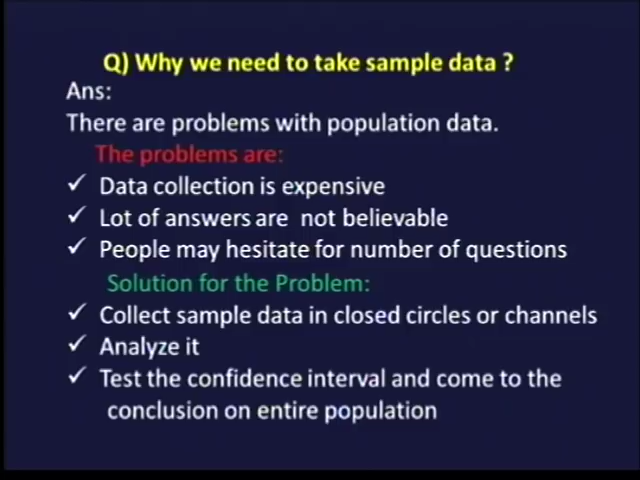 Q) Why we need to take sample data ?
Ans:
There are problems with population data.
The problems are:
✓ Data collection is expensive
✓ Lot of answers are not believable
✓ People may hesitate for number of questions
Solution for the Problem:
✓ Collect sample data in closed circles or channels
✓ Analyze it
✓ Test the confidence interval and come to the
conclusion on entire population